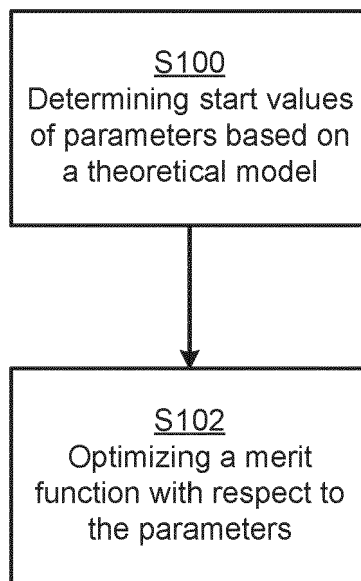 S100
Determining start values
of parameters based on
a theoretical model
S102
Optimizing a merit
function with respect to
the parameters